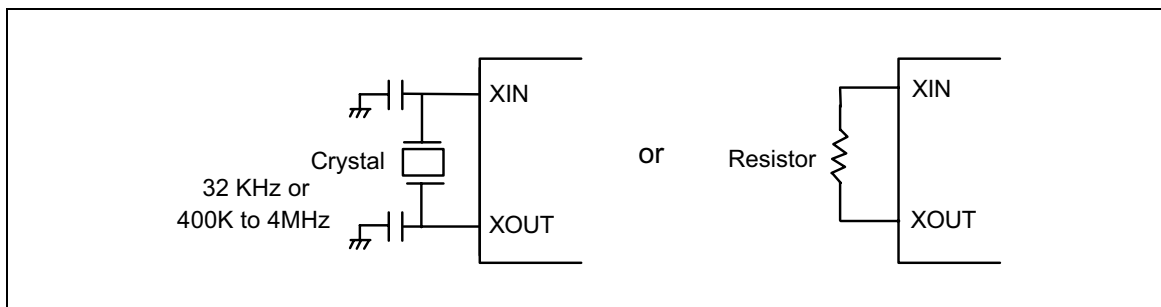 XIN
Crystal
32 KHz or
400K to 4MHz
XOUT
or
XIN
Resistor
XOUT